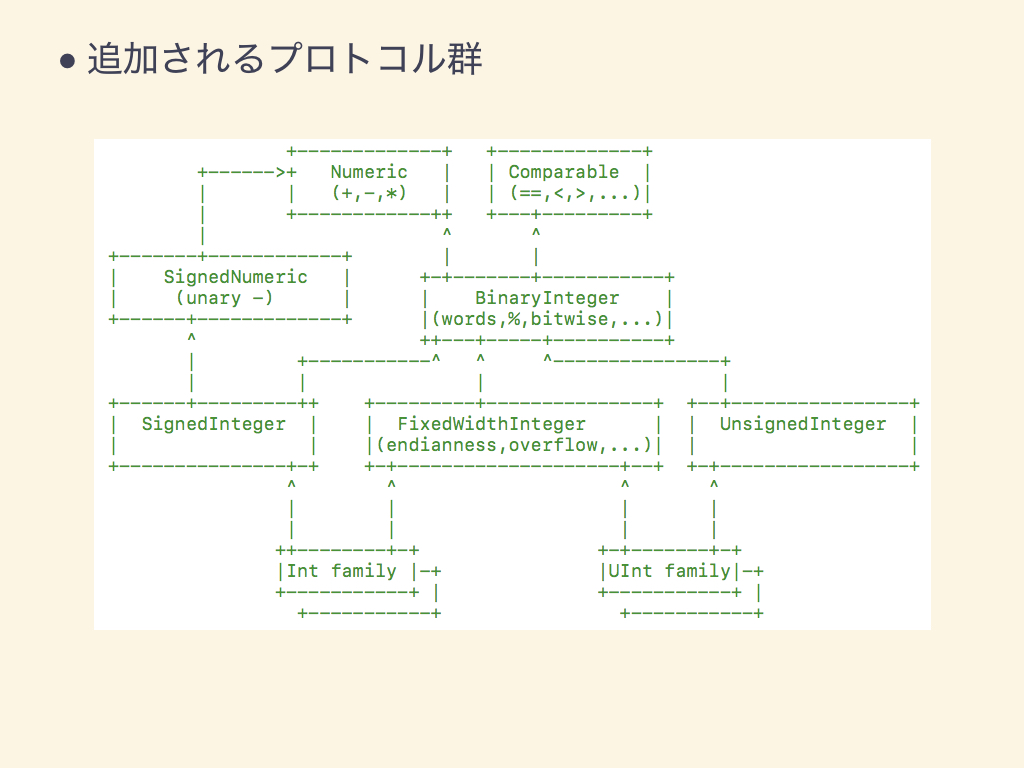 ● 追加されるプロトコル群
Numeric
(+,-,*)
Comparable
(==,<,>,...)
SignedNumeric
(unary -)
BinaryInteger
(words,%,bitwise,...)
SignedInteger
FixedWidthInteger
(endianness,overflow,...)
UnsignedInteger
Int family
UInt family